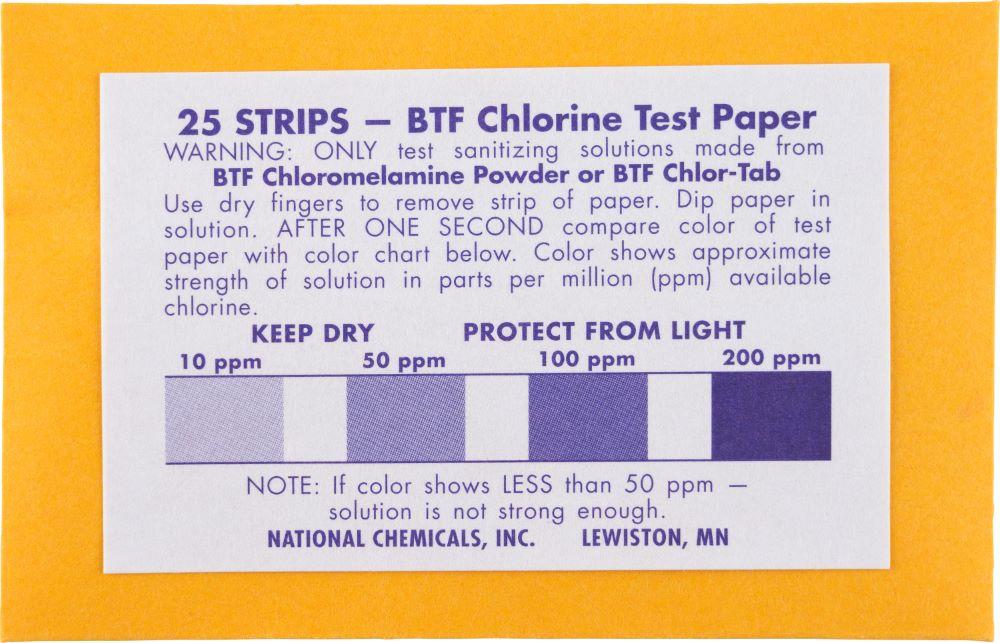 25 STRIPS — BTF Chlorine Test Paper
WARNING: ONLY test sanitizing solutions made from
BTF Chloromelamine Powder or BTF Chlor-Tab
Use dry fingers to remove strip of paper. Dip paper in
solution. AFTER ONE SECOND compare color of test
paper with color chart below. Color shows approximate
strength of solution in parts per million (ppm) available
chlorine.
KEEP DRY PROTECT FROM LIGHT
10 ppm 50 ppm 100 ppm 200 ppm
NOTE: If color shows LESS than 50 ppm —
solution is not strong enough.
NATIONAL CHEMICALS, INC. LEWISTON, MN